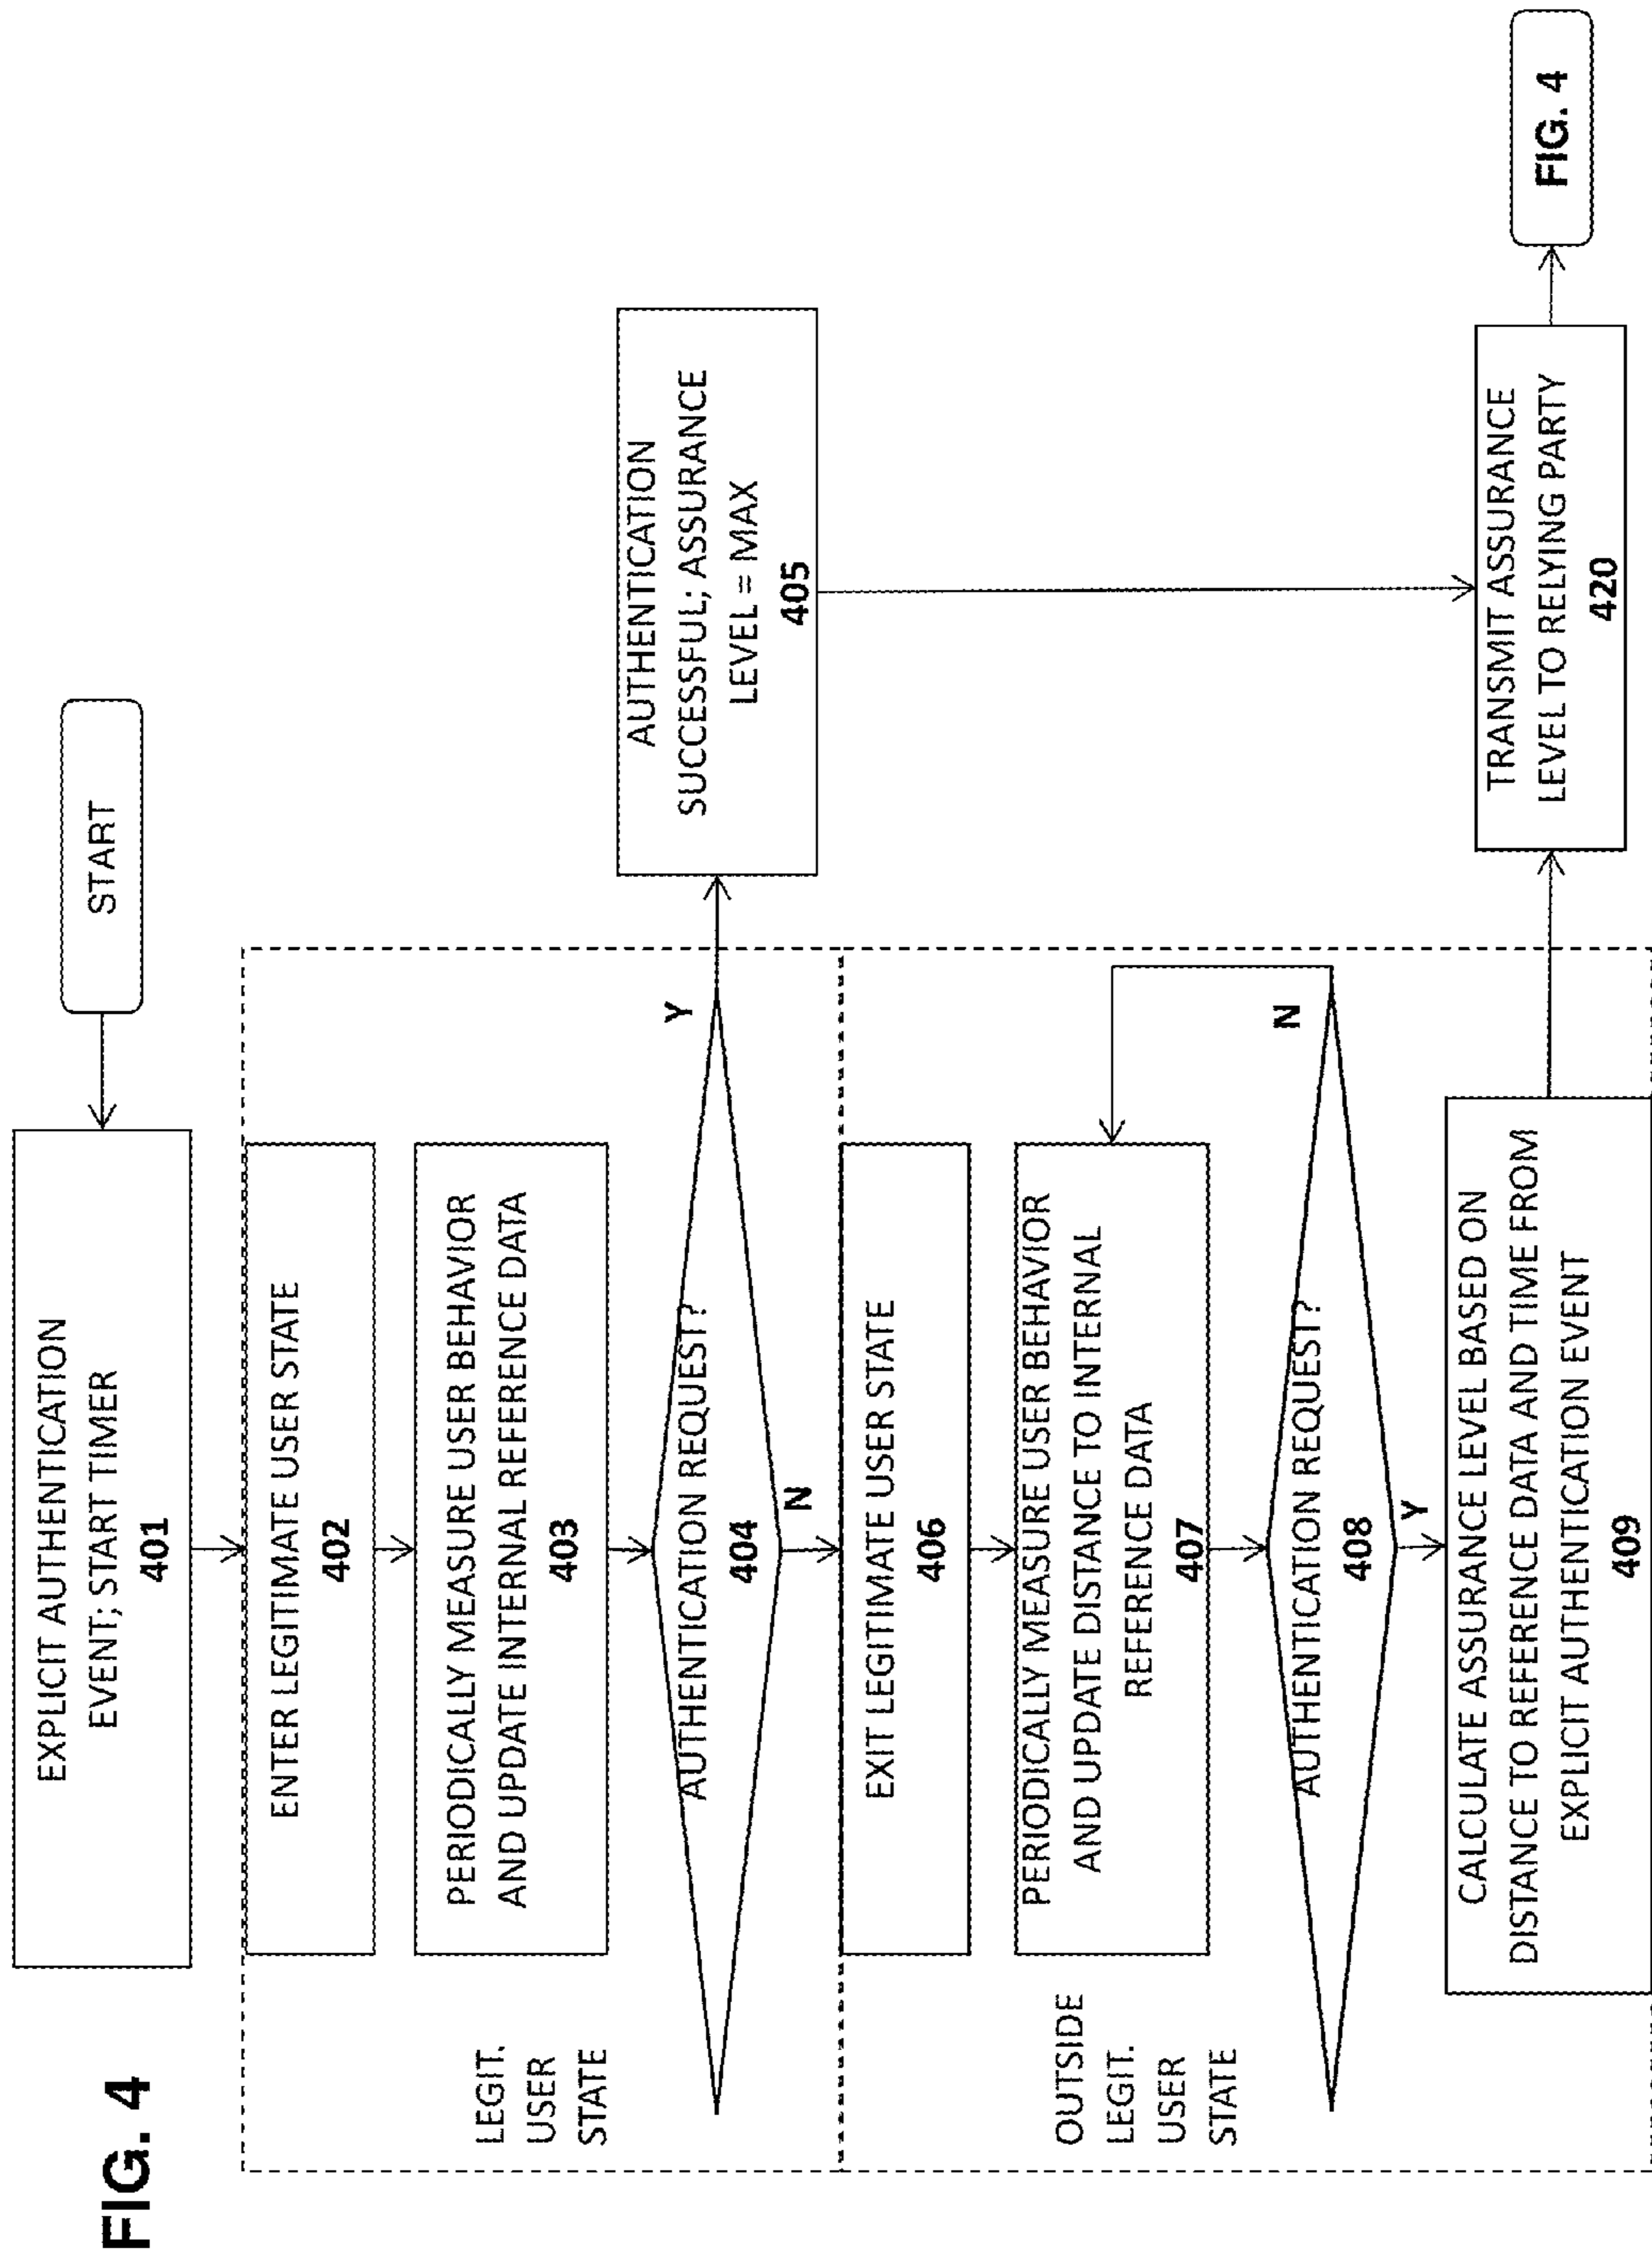 FIG. 4
START
EXPLICIT AUTHENTICATION
EVENT; START TIMER
401
LEGIT.
USER
STATE
ENTER LEGITIMATE USER STATE
402
PERIODICALLY MEASURE USER BEHAVIOR
AND UPDATE INTERNAL REFERENCE DATA
403
AUTHENTICATION REQUEST?
404
Y
N
AUTHENTICATION
SUCCESSFUL; ASSURANCE
LEVEL = MAX
405
OUTSIDE
LEGIT.
USER
STATE
EXIT LEGITIMATE USER STATE
406
PERIODICALLY MEASURE USER BEHAVIOR
AND UPDATE DISTANCE TO INTERNAL
REFERENCE DATA
407
AUTHENTICATION REQUEST?
408
N
Y
CALCULATE ASSURANCE LEVEL BASED ON
DISTANCE TO REFERENCE DATA AND TIME FROM
EXPLICIT AUTHENTICATION EVENT
409
TRANSMIT ASSURANCE
LEVEL TO RELYING PARTY
420
FIG. 4